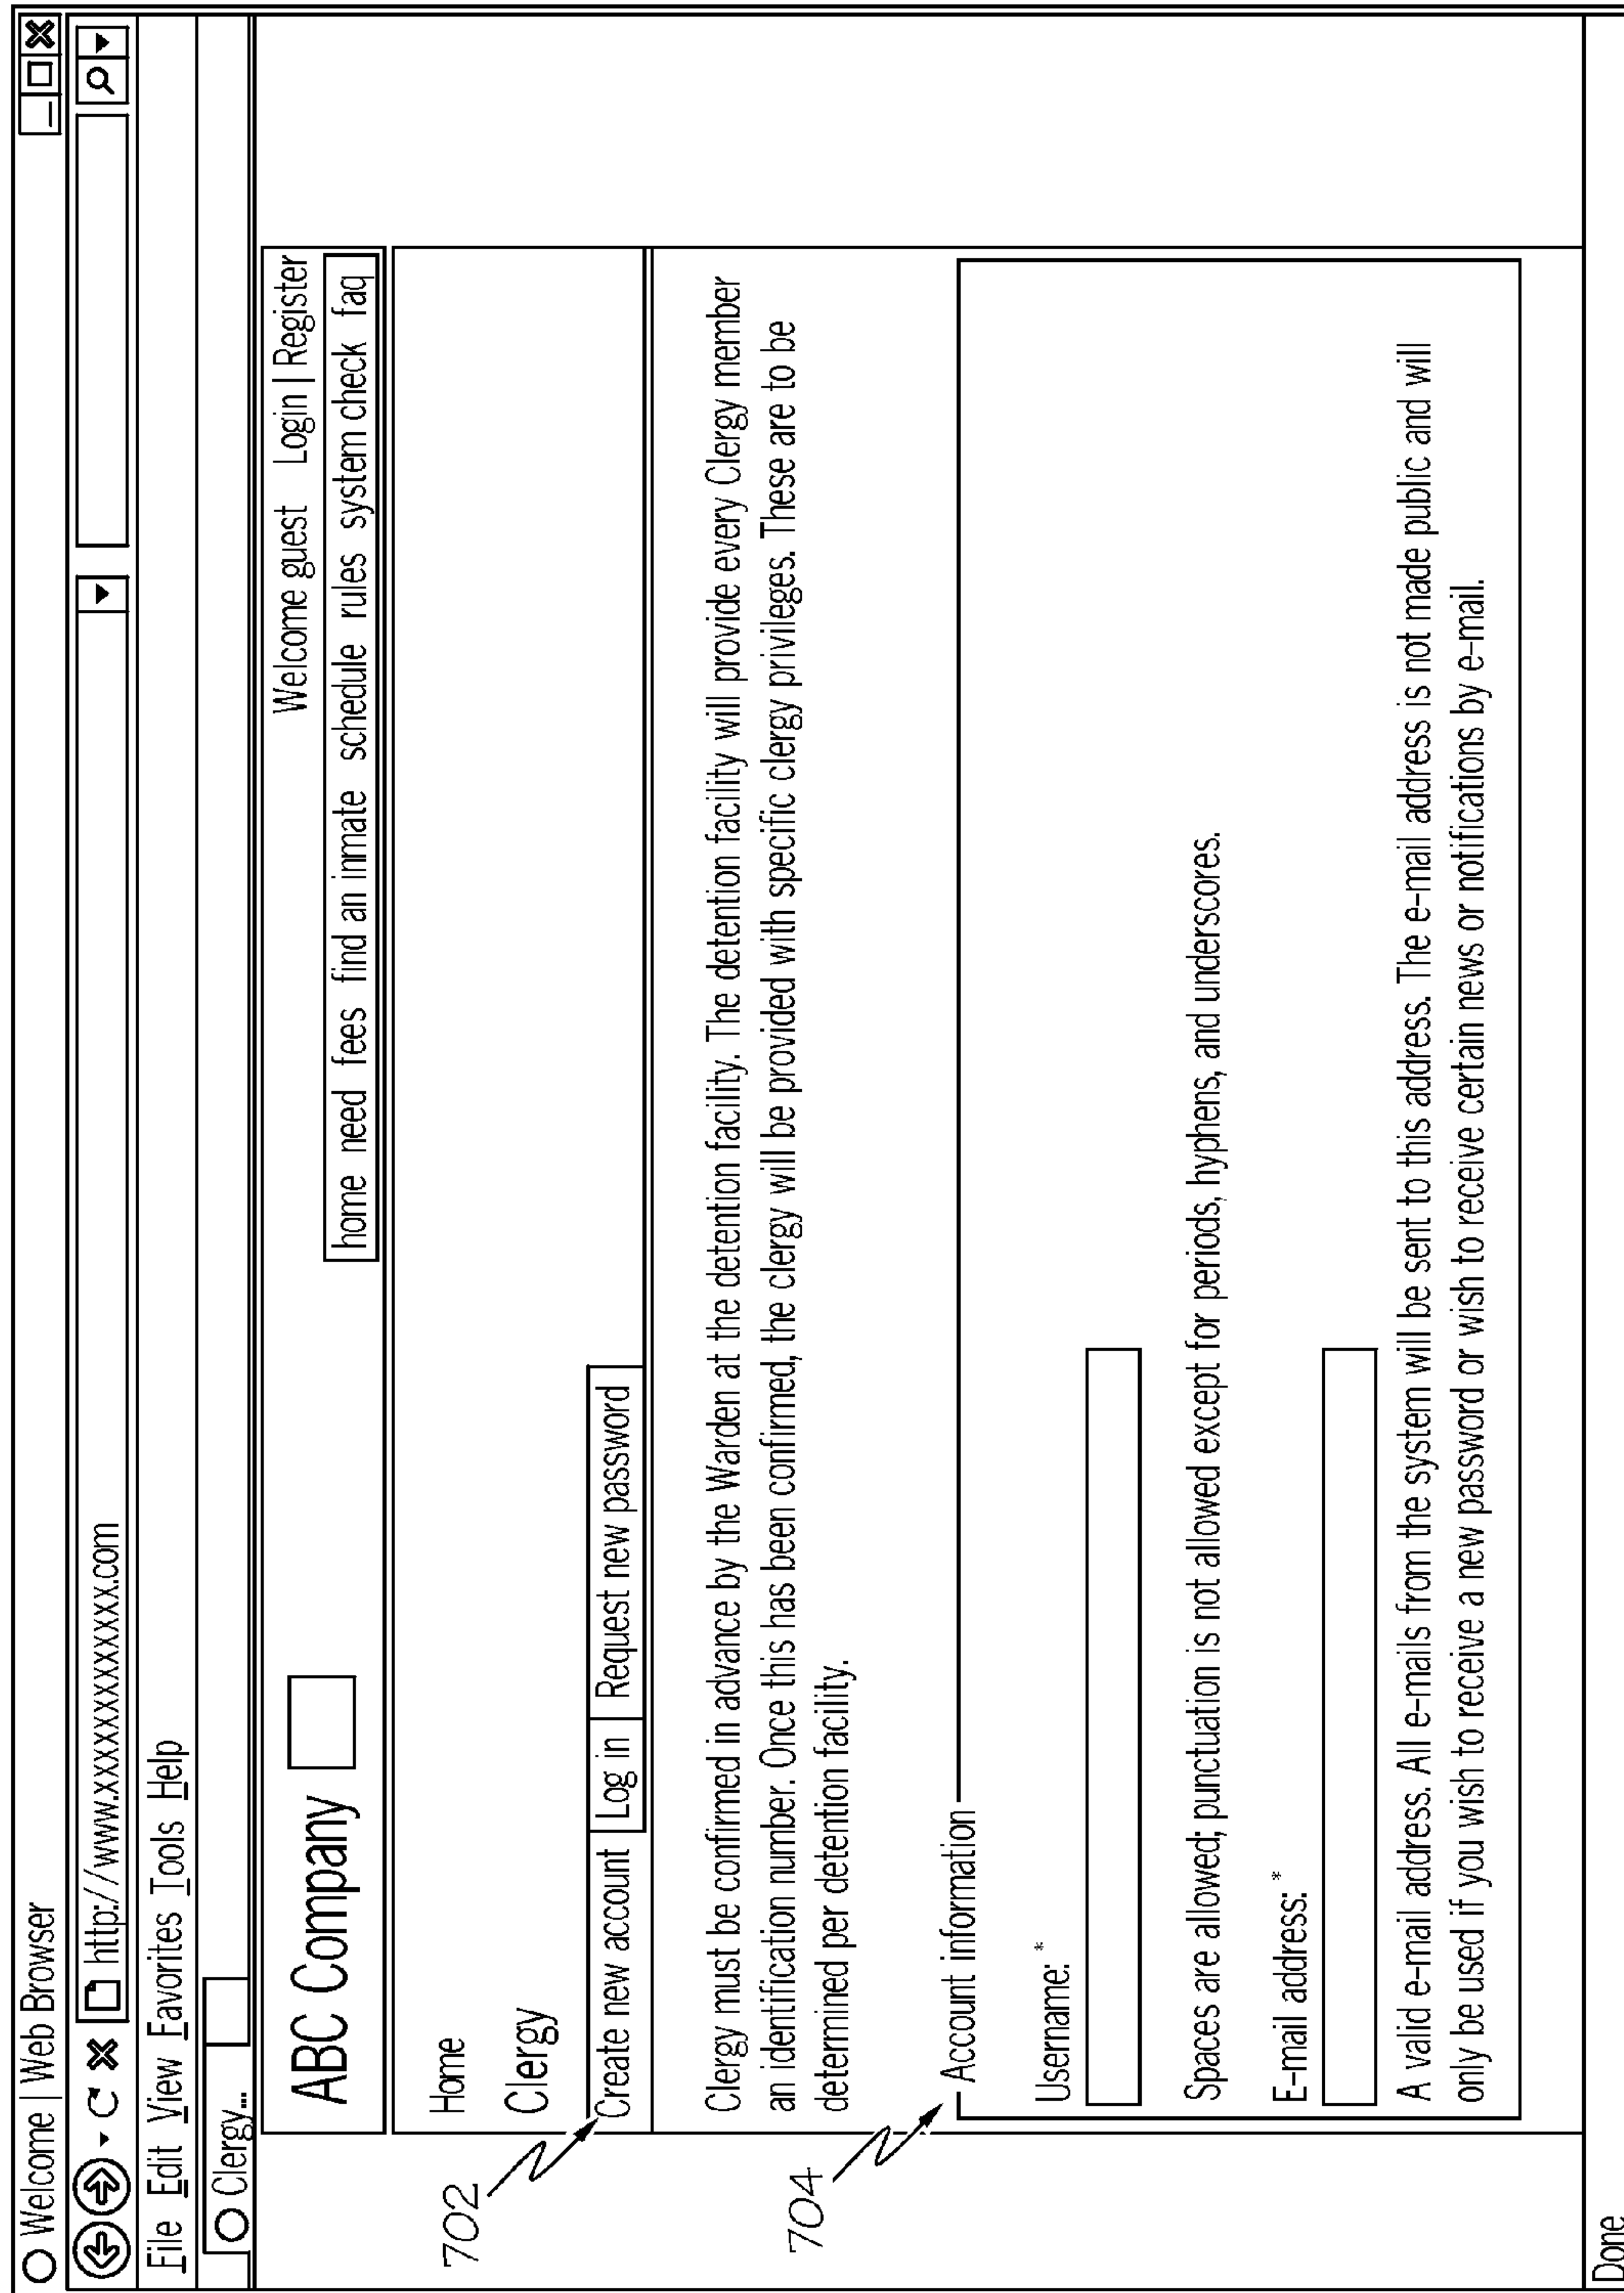 Welcome | Web Browser
http://www.xxxxxxxxxxxx.com
File Edit View Favorites Tools Help
Clergy...
ABC Company
Welcome guest Login | Register
home need fees find an inmate schedule rules system check faq
Home
Clergy
702
Create new account Log in Request new password
Clergy must be confirmed in advance by the Warden at the detention facility. The detention facility will provide every Clergy member
an identification number. Once this has been confirmed, the clergy will be provided with specific clergy privileges. These are to be
determined per detention facility.
704
Account information
Username:*
Spaces are allowed; punctuation is not allowed except for periods, hyphens, and underscores.
E-mail address:*
A valid e-mail address. All e-mails from the system will be sent to this address. The e-mail address is not made public and will
only be used if you wish to receive a new password or wish to receive certain news or notifications by e-mail.
Done